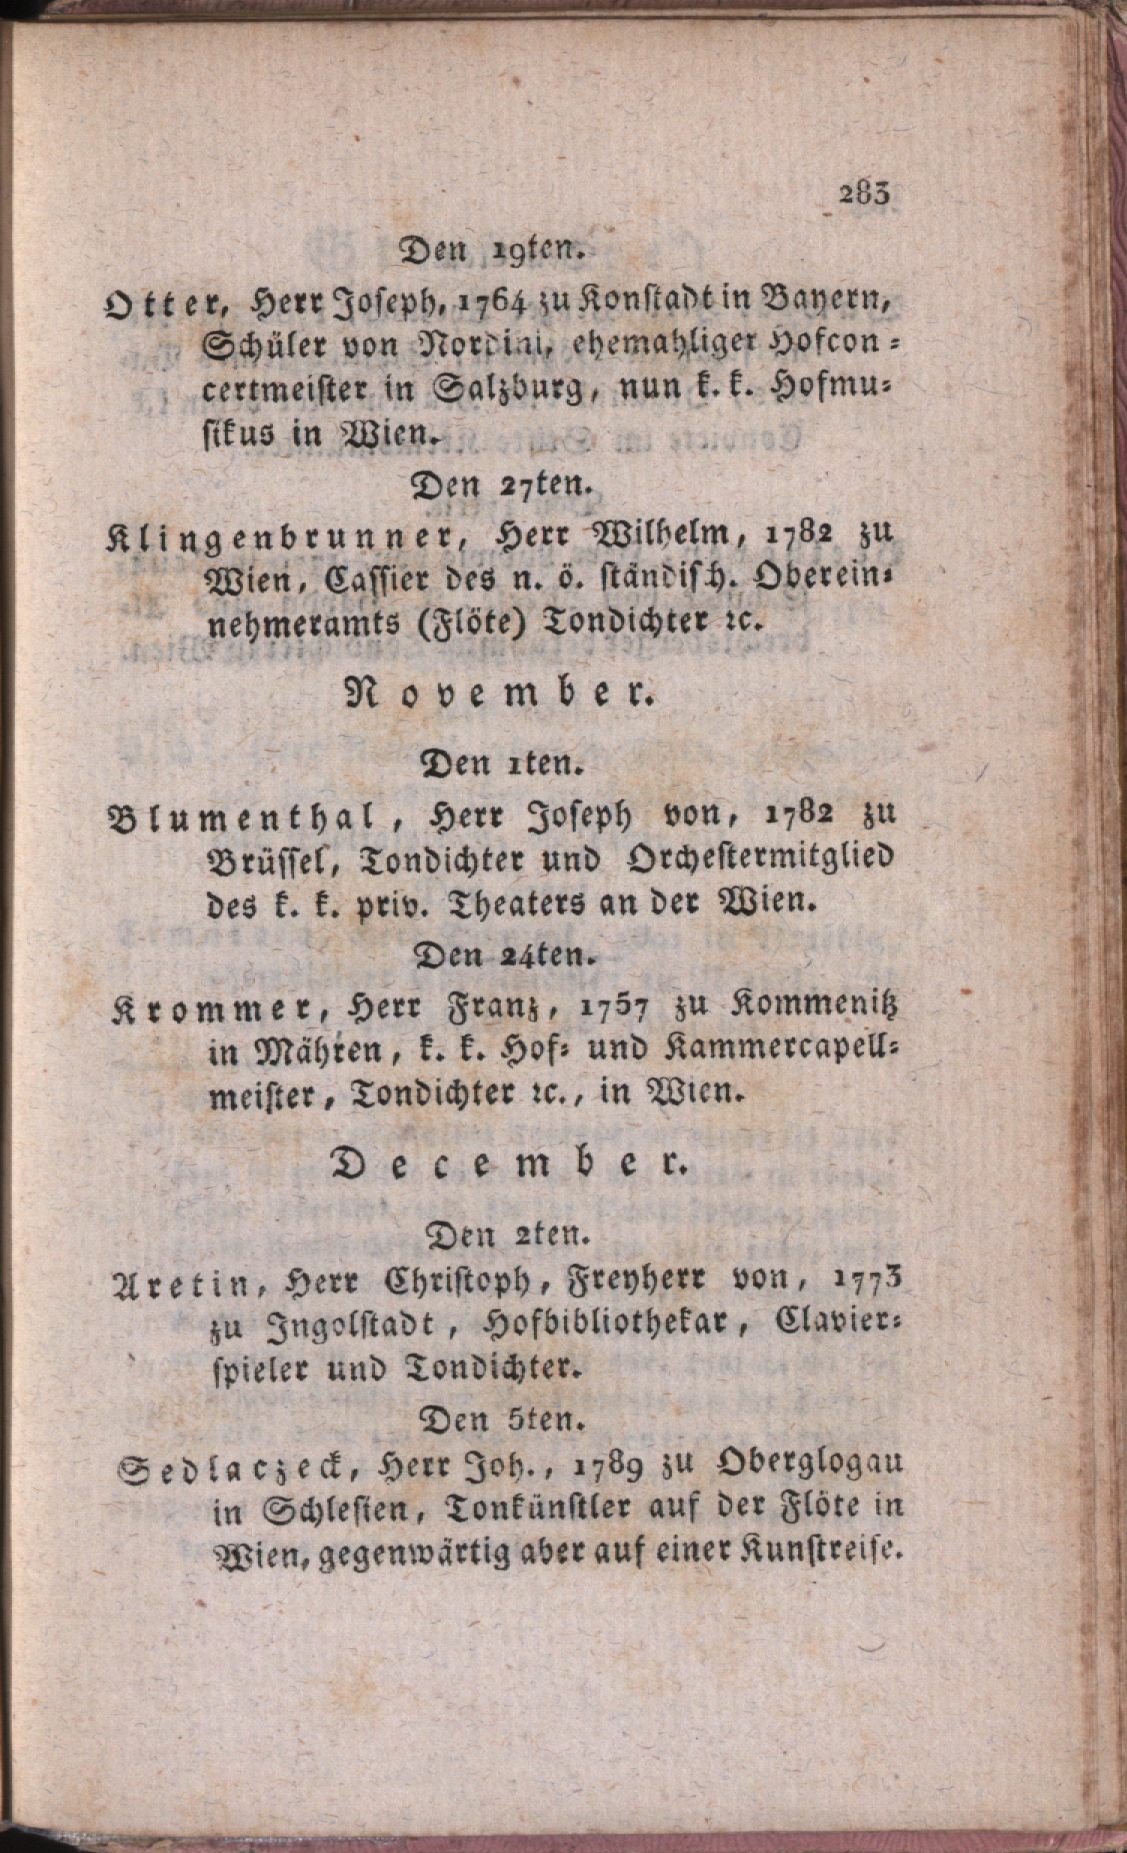 283
Den 19ten.
Otter, Herr Joseph, 1764 zu Konstadt in Bayern,
Schüler von Nordini, ehemahliger Hofcon-
certmeister in Salzburg, nun k. k. Hofmu-
sikus in Wien.
Den 27ten.
Klingenbrunner, Herr Wilhelm, 1782 zu
Wien, Cassier des n. ö. ständisch. Oberein-
nehmeramts (Flöte) Tondichter ꝛc.
November.
Den 1ten.
Blumenthal, Herr Joseph von, 1782 zu
Brüssel, Tondichter und Orchestermitglied
des k. k. priv. Theaters an der Wien.
Den 24ten.
Krommer, Herr Franz, 1757 zu Kommenitz
in Mähren, k. k. Hof- und Kammercapell-
meister, Tondichter ꝛc., in Wien.
December.
Den 2ten.
Aretin, Herr Christoph, Freyherr von, 1773
zu Ingolstadt, Hofbibliothekar, Clavier-
spieler und Tondichter.
Den 5ten.
Sedlaczeck, Herr Joh., 1789 zu Oberglogau
in Schlesien, Tonkünstler auf der Flöte in
Wien, gegenwärtig aber auf einer Kunstreise.